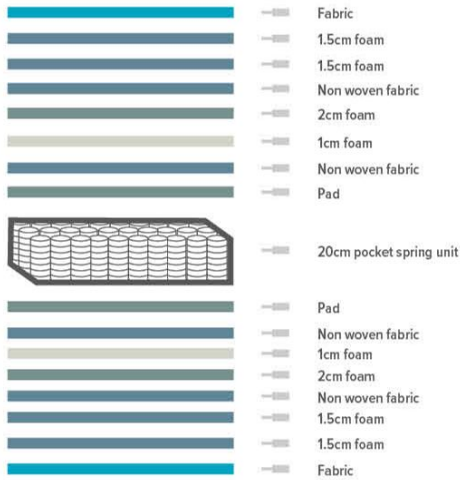 Fabric
1.5cm foam
1.5cm foam
Non woven fabric
2cm foam
1cm foam
Non woven fabric
Pad
20cm pocket spring unit
Pad
Non woven fabric
1cm foam
2cm foam
Non woven fabric
1.5cm foam
1.5cm foam
Fabric